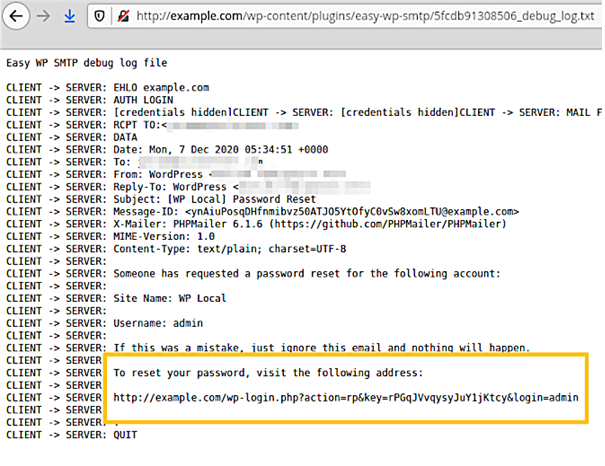 http://example.com/wp-content/plugins/easy-wp-smtp/5fcdb91308506_debug_log.txt
Easy WP SMTP debug log file
CLIENT -> SERVER: EHLO example.com
CLIENT -> SERVER: AUTH LOGIN
CLIENT -> SERVER: [credentials hidden]CLIENT -> SERVER: [credentials hidden]CLIENT -> SERVER: MAIL F
CLIENT -> SERVER: RCPT TO:<
CLIENT -> SERVER: DATA
CLIENT -> SERVER: Date: Mon, 7 Dec 2020 05:34:51 +0000
CLIENT -> SERVER: To:
CLIENT -> SERVER: From: WordPress <
CLIENT -> SERVER: Reply-To: WordPress <
CLIENT -> SERVER: Subject: [WP Local] Password Reset
CLIENT -> SERVER: Message-ID: <ynAiuPosqDHfnmibvz50ATJO5YtOfyC0vSw8xomLTU@example.com>
CLIENT -> SERVER: X-Mailer: PHPMailer 6.1.6 (https://github.com/PHPMailer/PHPMailer)
CLIENT -> SERVER: MIME-Version: 1.0
CLIENT -> SERVER: Content-Type: text/plain; charset=UTF-8
CLIENT -> SERVER:
CLIENT -> SERVER: Someone has requested a password reset for the following account:
CLIENT -> SERVER:
CLIENT -> SERVER: Site Name: WP Local
CLIENT -> SERVER:
CLIENT -> SERVER: Username: admin
CLIENT -> SERVER:
CLIENT -> SERVER: If this was a mistake, just ignore this email and nothing will happen.
CLIENT -> SERVER:
CLIENT -> SERVER: To reset your password, visit the following address:
CLIENT -> SERVER:
CLIENT -> SERVER: http://example.com/wp-login.php?action=rp&key=rPGqJVvqysyJuY1jKtcy&login=admin
CLIENT -> SERVER:
CLIENT -> SERVER: .
CLIENT -> SERVER: QUIT